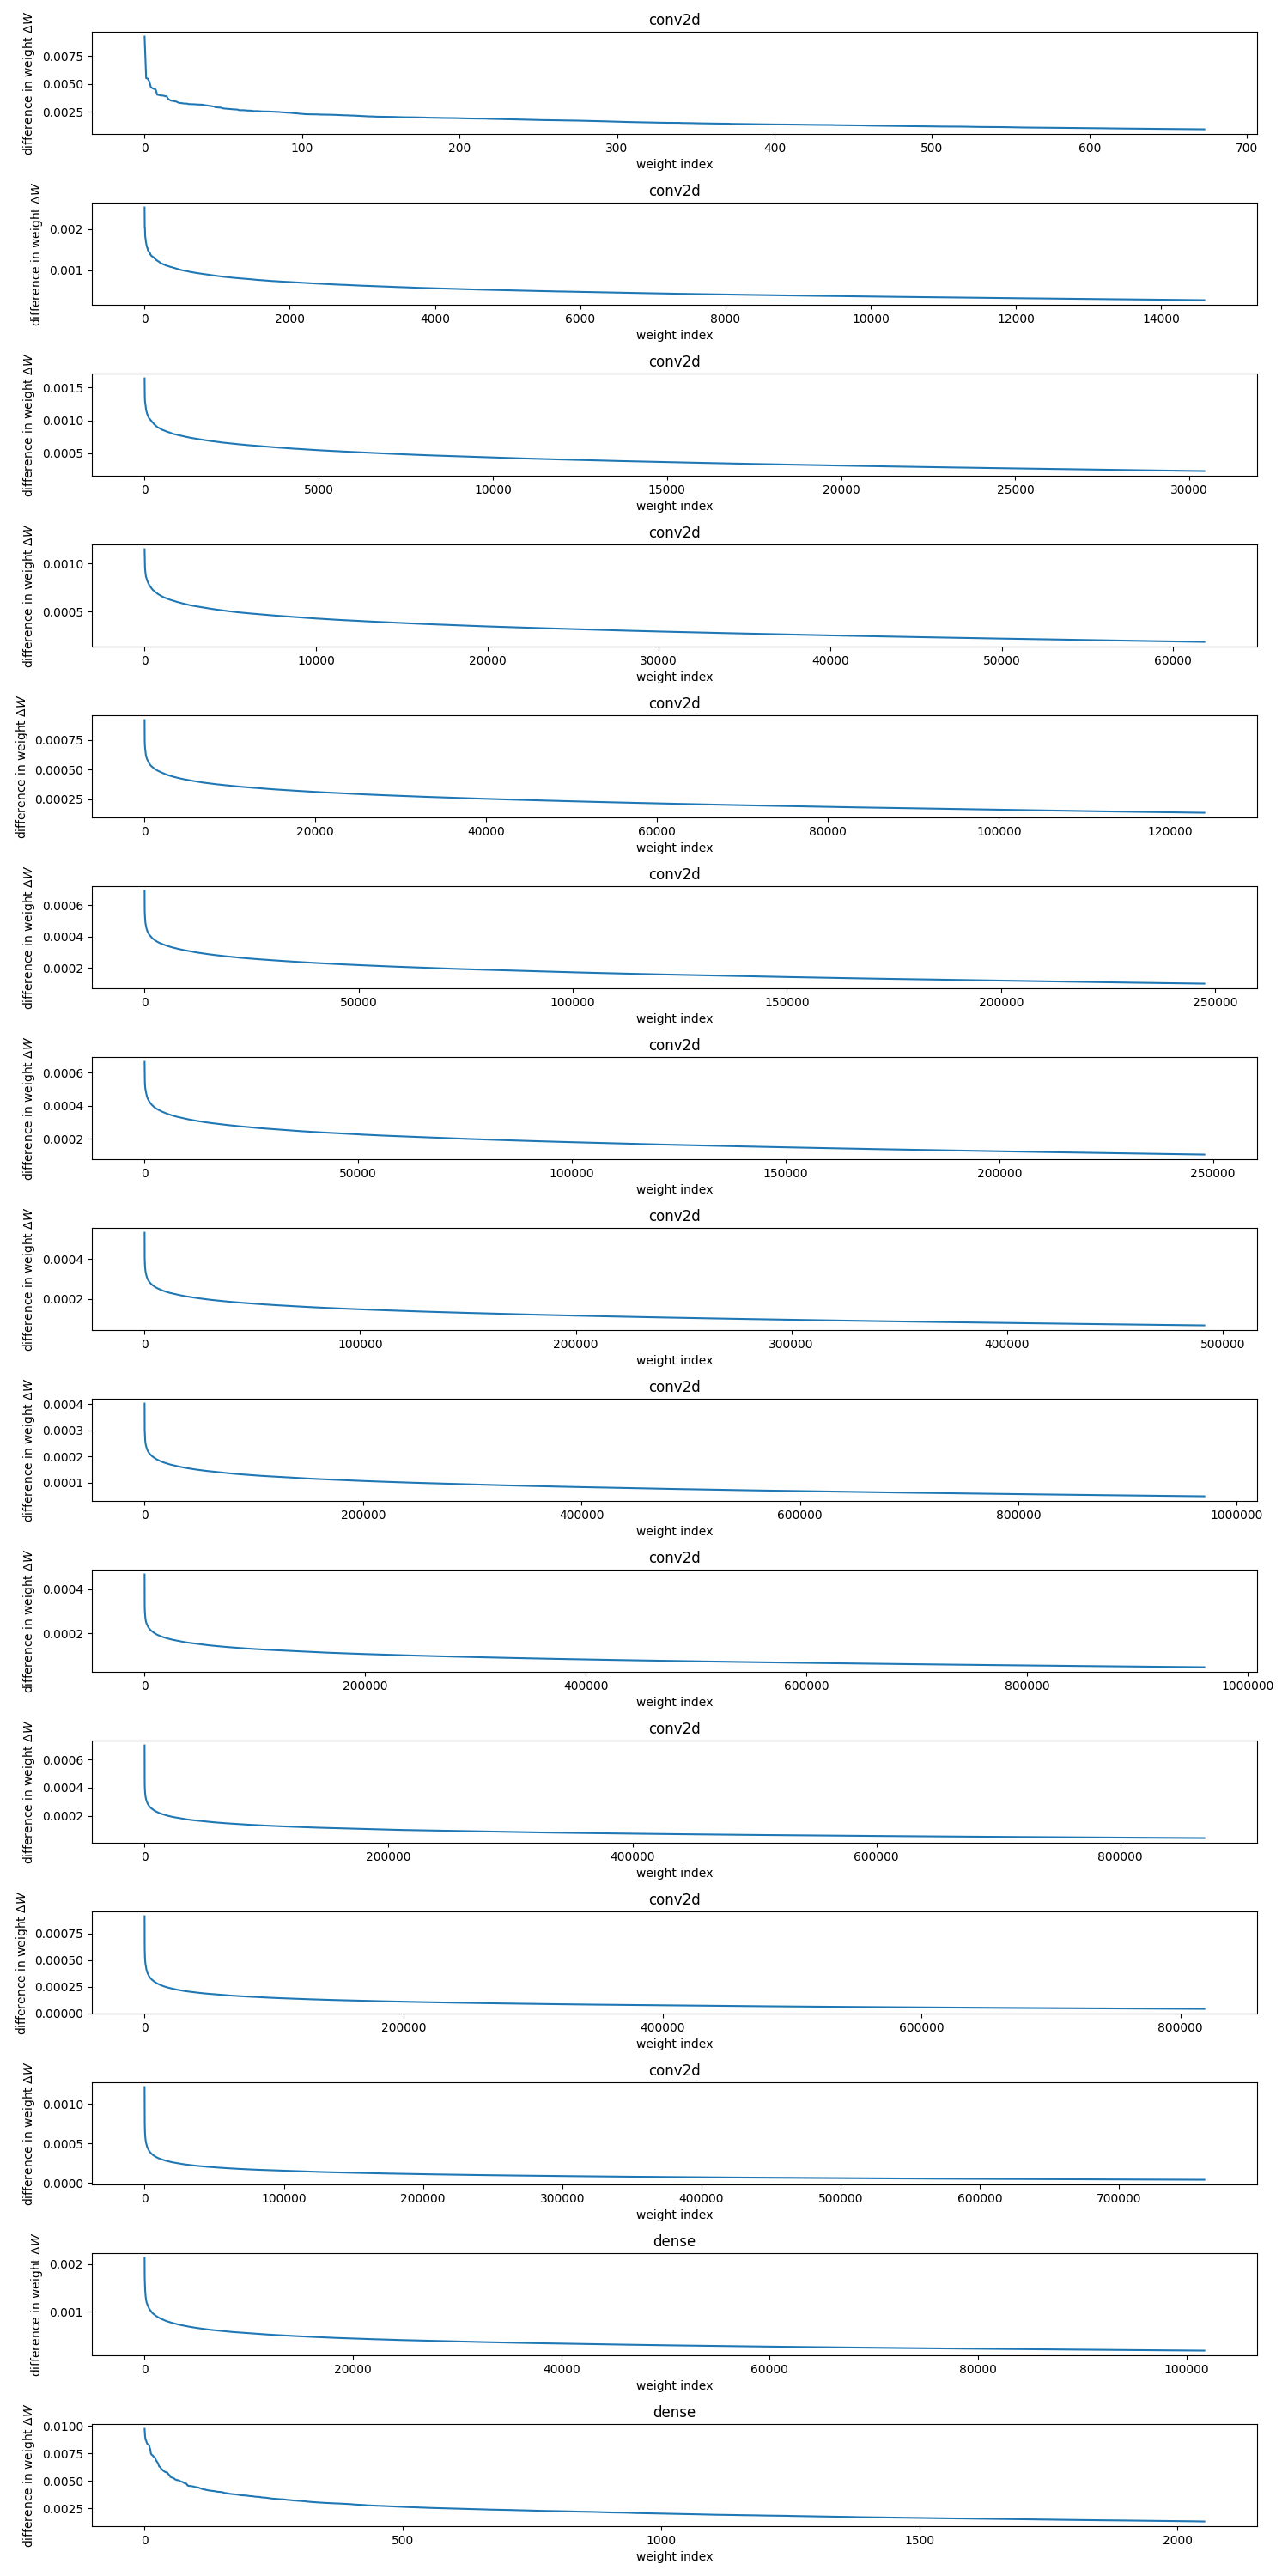 conv2d
difference in weight ΔW
0.0075
0.0050
0.0025
0 100 200 300 400 500 600 700
weight index
conv2d
difference in weight ΔW
0.002
0.001
0 2000 4000 6000 8000 10000 12000 14000
weight index
conv2d
difference in weight ΔW
0.0015
0.0010
0.0005
0 5000 10000 15000 20000 25000 30000
weight index
conv2d
difference in weight ΔW
0.0010
0.0005
0 10000 20000 30000 40000 50000 60000
weight index
conv2d
difference in weight ΔW
0.00075
0.00050
0.00025
0 20000 40000 60000 80000 100000 120000
weight index
conv2d
difference in weight ΔW
0.0006
0.0004
0.0002
0 50000 100000 150000 200000 250000
weight index
conv2d
difference in weight ΔW
0.0006
0.0004
0.0002
0 50000 100000 150000 200000 250000
weight index
conv2d
difference in weight ΔW
0.0004
0.0002
0 100000 200000 300000 400000 500000
weight index
conv2d
difference in weight ΔW
0.0004
0.0003
0.0002
0.0001
0 200000 400000 600000 800000 1000000
weight index
conv2d
difference in weight ΔW
0.0004
0.0002
0 200000 400000 600000 800000 1000000
weight index
conv2d
difference in weight ΔW
0.0006
0.0004
0.0002
0 200000 400000 600000 800000
weight index
conv2d
difference in weight ΔW
0.00075
0.00050
0.00025
0.00000
0 200000 400000 600000 800000
weight index
conv2d
difference in weight ΔW
0.0010
0.0005
0.0000
0 100000 200000 300000 400000 500000 600000 700000
weight index
dense
difference in weight ΔW
0.002
0.001
0 20000 40000 60000 80000 100000
weight index
dense
difference in weight ΔW
0.0100
0.0075
0.0050
0.0025
0 500 1000 1500 2000
weight index